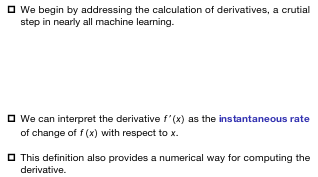 We begin by addressing the calculation of derivatives, a crutial
step in nearly all machine learning.
We can interpret the derivative f′(x) as the instantaneous rate
of change of f(x) with respect to x.
This definition also provides a numerical way for computing the
derivative.